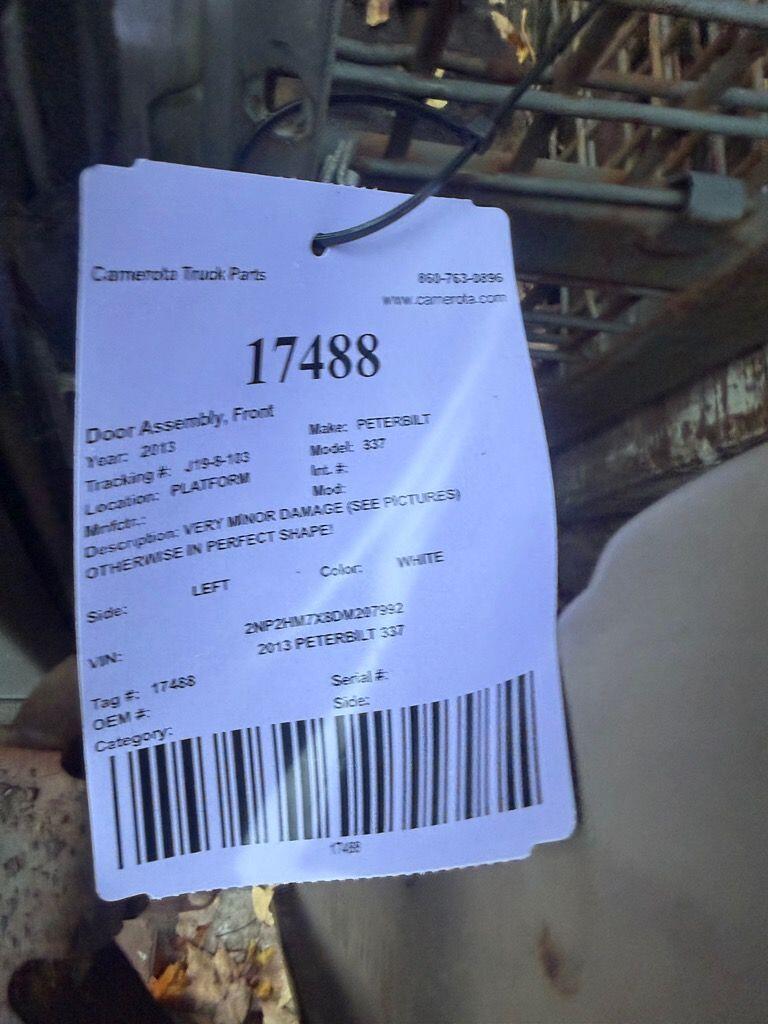 Camerota Truck Parts 860-763-0896
www.camerota.com
17488
Door Assembly, Front
Year: 2013 Make: PETERBILT
Tracking #: J19-8-103 Model: 337
Location: PLATFORM Int. #:
Mnfctr.: Mod:
Description: VERY MINOR DAMAGE (SEE PICTURES)
OTHERWISE IN PERFECT SHAPE!
Side: LEFT Color: WHITE
VIN: 2NP2HM7X8DM207992
2013 PETERBILT 337
Tag #: 17488 Serial #:
OEM #: Side:
Category:
17488